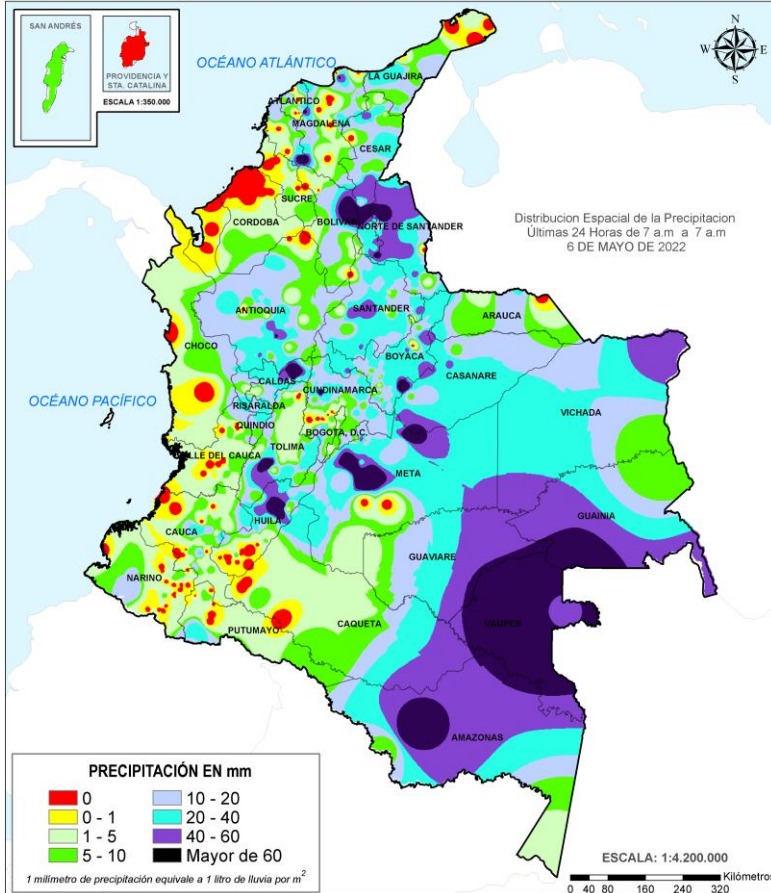 SAN ANDRÉS
PROVIDENCIA Y
STA. CATALINA
ESCALA 1:350.000
OCÉANO ATLÁNTICO
N
W
E
S
LA GUAJIRA
ATLANTICO
MAGDALENA
CESAR
SUCRE
CORDOBA
BOLIVAR
NORTE DE SANTANDER
Distribucion Espacial de la Precipitacion
Últimas 24 Horas de 7 a.m a 7 a.m
6 DE MAYO DE 2022
ANTIOQUIA
SANTANDER
ARAUCA
CHOCO
BOYACA
CASANARE
CALDAS
CUNDINAMARCA
OCÉANO PACÍFICO
RISARALDA
VICHADA
QUINDIO
BOGOTA, D.C.
TOLIMA
VALLE DEL CAUCA
META
GUAINIA
HUILA
CAUCA
GUAVIARE
NARINO
CAQUETA
VAUPES
PUTUMAYO
AMAZONAS
PRECIPITACIÓN EN mm
0
10 - 20
0 - 1
20 - 40
1 - 5
40 - 60
5 - 10
Mayor de 60
1 milímetro de precipitación equivale a 1 litro de lluvia por m²
ESCALA: 1:4.200.000
Kilómetros
0 40 80 160 240 320